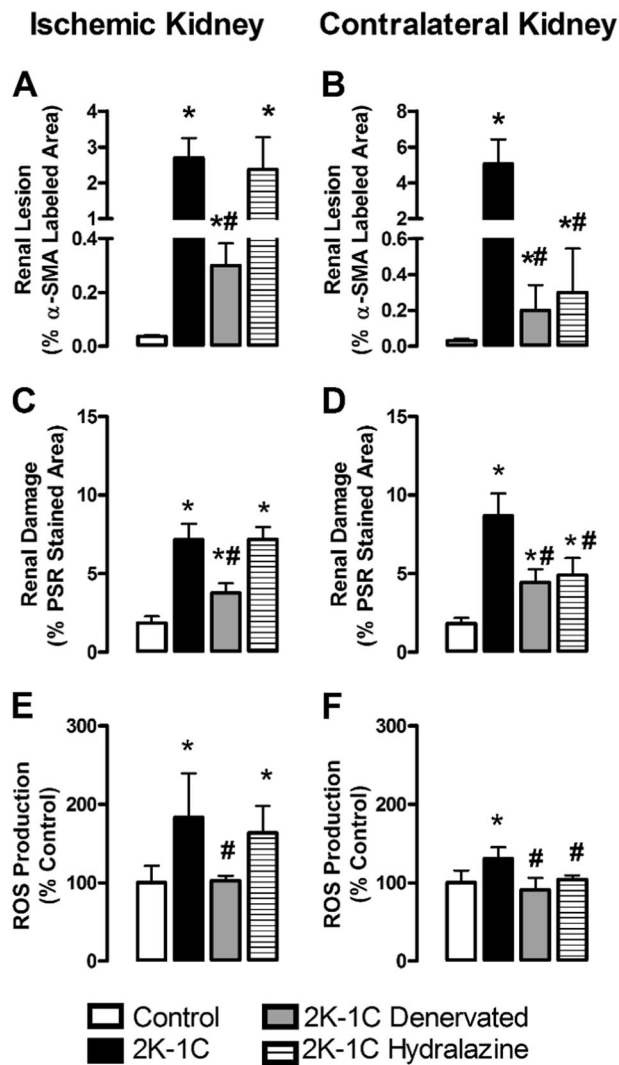 Ischemic Kidney Contralateral Kidney
A B
Renal Lesion
(% α-SMA Labeled Area)
4
3
2
1
0.4
0.2
0.0
*
*#
*
Renal Lesion
(% α-SMA Labeled Area)
8
6
4
2
0.6
0.4
0.2
0.0
*
*#
*#
C D
Renal Damage
(% PSR Stained Area)
15
10
5
0
*
*#
*
Renal Damage
(% PSR Stained Area)
15
10
5
0
*
*#
*#
E F
ROS Production
(% Control)
300
200
100
0
*
#
*
ROS Production
(% Control)
300
200
100
0
*
#
#
Control 2K-1C Denervated
2K-1C 2K-1C Hydralazine